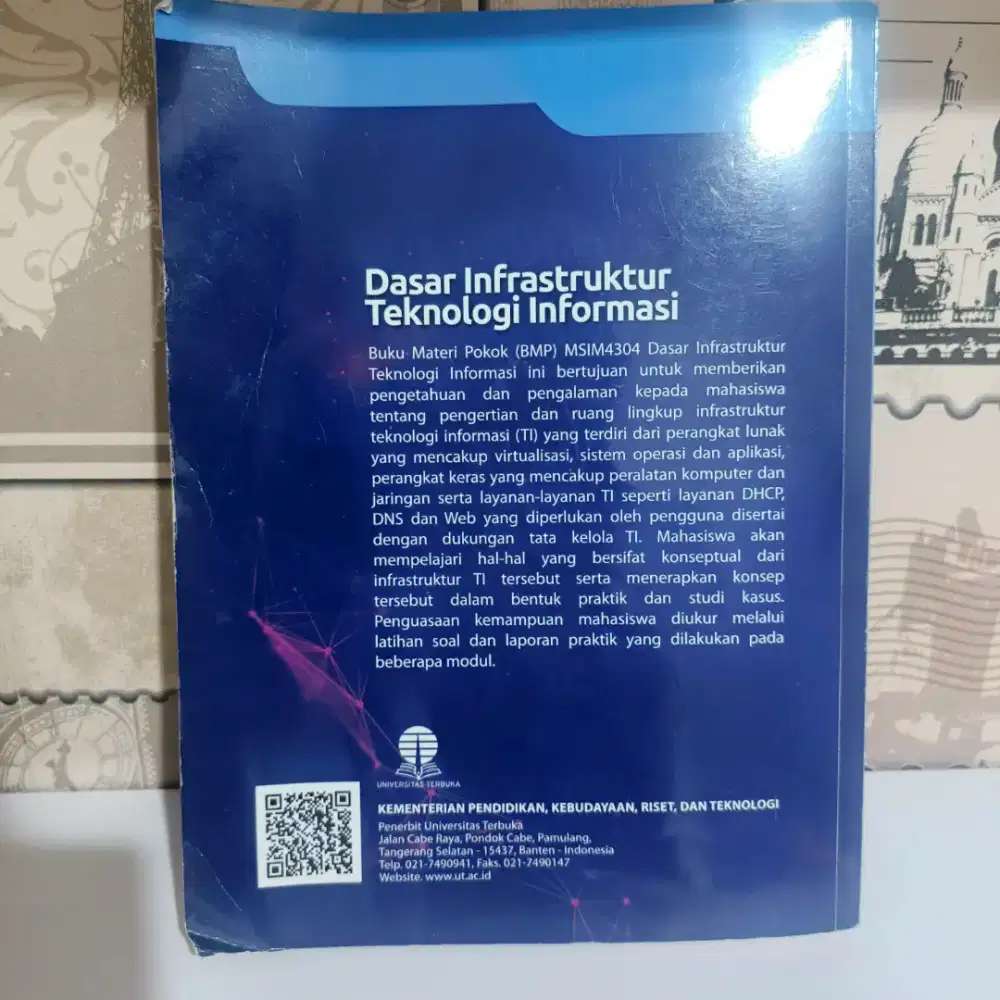 Dasar Infrastruktur
Teknologi Informasi
Buku Materi Pokok (BMP) MSIM4304 Dasar Infrastruktur
Teknologi Informasi ini bertujuan untuk memberikan
pengetahuan dan pengalaman kepada mahasiswa
tentang pengertian dan ruang lingkup infrastruktur
teknologi informasi (TI) yang terdiri dari perangkat lunak
yang mencakup virtualisasi, sistem operasi dan aplikasi,
perangkat keras yang mencakup peralatan komputer dan
jaringan serta layanan-layanan TI seperti layanan DHCP,
DNS dan Web yang diperlukan oleh pengguna disertai
dengan dukungan tata kelola TI. Mahasiswa akan
mempelajari hal-hal yang bersifat konseptual dari
infrastruktur TI tersebut serta menerapkan konsep
tersebut dalam bentuk praktik dan studi kasus.
Penguasaan kemampuan mahasiswa diukur melalui
latihan soal dan laporan praktik yang dilakukan pada
beberapa modul.
UNIVERSITAS TERBUKA
KEMENTERIAN PENDIDIKAN, KEBUDAYAAN, RISET, DAN TEKNOLOGI
Penerbit Universitas Terbuka
Jalan Cabe Raya, Pondok Cabe, Pamulang,
Tangerang Selatan - 15437, Banten - Indonesia
Telp. 021-7490941, Faks. 021-7490147
Website. www.ut.ac.id